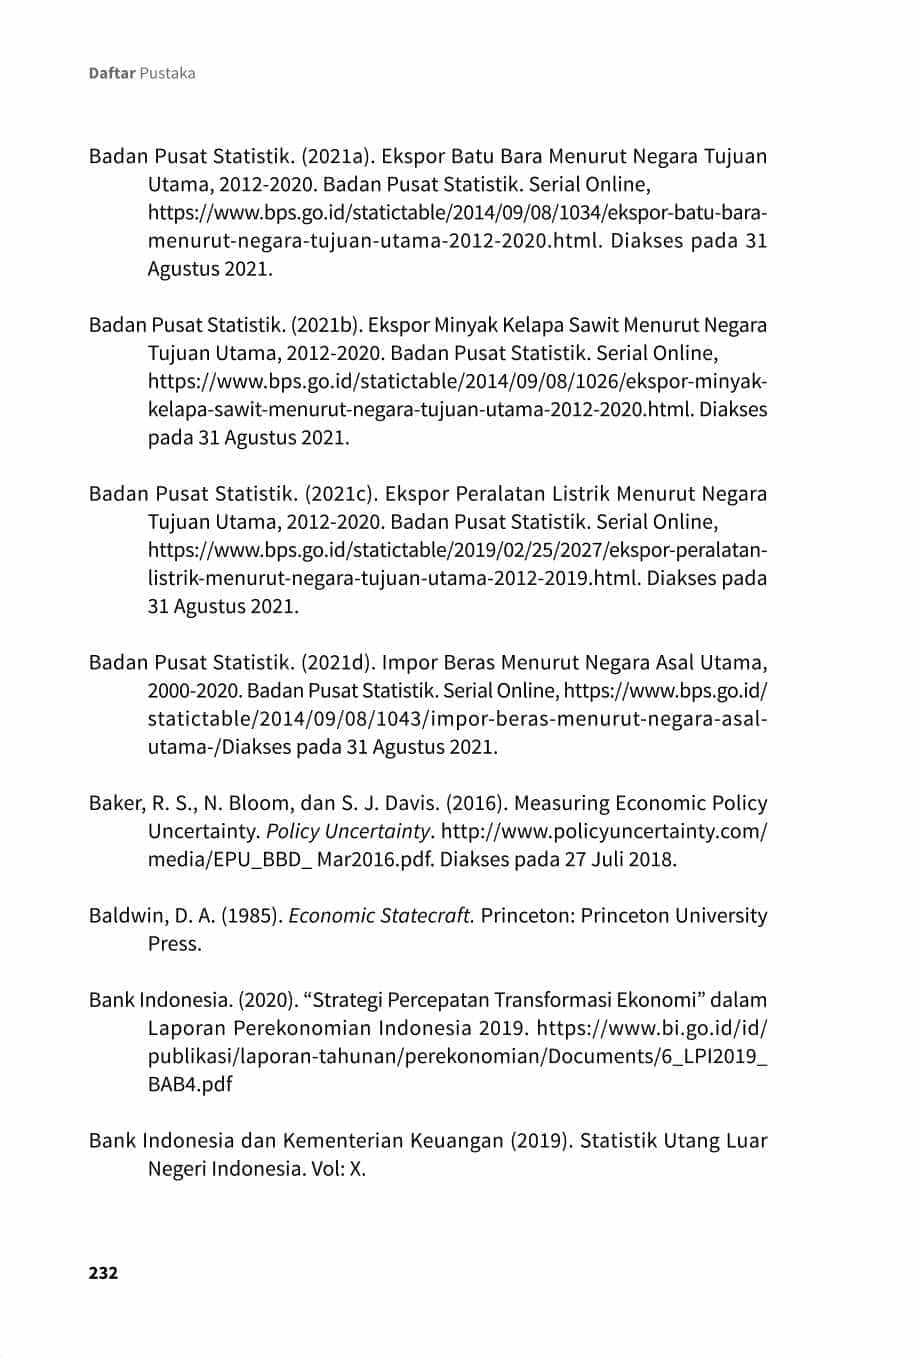 Daftar Pustaka
Badan Pusat Statistik. (2021a). Ekspor Batu Bara Menurut Negara Tujuan
Utama, 2012-2020. Badan Pusat Statistik. Serial Online,
https://www.bps.go.id/statictable/2014/09/08/1034/ekspor-batu-bara-
menurut-negara-tujuan-utama-2012-2020.html. Diakses pada 31
Agustus 2021.
Badan Pusat Statistik. (2021b). Ekspor Minyak Kelapa Sawit Menurut Negara
Tujuan Utama, 2012-2020. Badan Pusat Statistik. Serial Online,
https://www.bps.go.id/statictable/2014/09/08/1026/ekspor-minyak-
kelapa-sawit-menurut-negara-tujuan-utama-2012-2020.html. Diakses
pada 31 Agustus 2021.
Badan Pusat Statistik. (2021c). Ekspor Peralatan Listrik Menurut Negara
Tujuan Utama, 2012-2020. Badan Pusat Statistik. Serial Online,
https://www.bps.go.id/statictable/2019/02/25/2027/ekspor-peralatan-
listrik-menurut-negara-tujuan-utama-2012-2019.html. Diakses pada
31 Agustus 2021.
Badan Pusat Statistik. (2021d). Impor Beras Menurut Negara Asal Utama,
2000-2020. Badan Pusat Statistik. Serial Online, https://www.bps.go.id/
statictable/2014/09/08/1043/impor-beras-menurut-negara-asal-
utama-/Diakses pada 31 Agustus 2021.
Baker, R. S., N. Bloom, dan S. J. Davis. (2016). Measuring Economic Policy
Uncertainty. Policy Uncertainty. http://www.policyuncertainty.com/
media/EPU_BBD_ Mar2016.pdf. Diakses pada 27 Juli 2018.
Baldwin, D. A. (1985). Economic Statecraft. Princeton: Princeton University
Press.
Bank Indonesia. (2020). “Strategi Percepatan Transformasi Ekonomi” dalam
Laporan Perekonomian Indonesia 2019. https://www.bi.go.id/id/
publikasi/laporan-tahunan/perekonomian/Documents/6_LPI2019_
BAB4.pdf
Bank Indonesia dan Kementerian Keuangan (2019). Statistik Utang Luar
Negeri Indonesia. Vol: X.
232